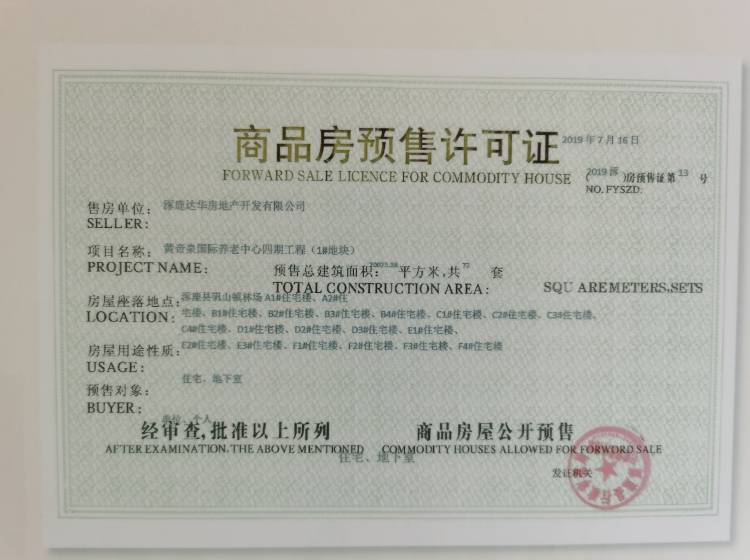 商品房预售许可证 2019年7月16日
FORWARD SALE LICENCE FOR COMMODITY HOUSE
(2019 涿 )房预售证第 13 号
NO. FYSZD:
售房单位： 涿鹿达华房地产开发有限公司
SELLER:
项目名称： 黄帝泉国际养老中心四期工程（1#地块）
PROJECT NAME:
预售总建筑面积： 平方米,共 72 套
TOTAL CONSTRUCTION AREA: SQUAREMETERS,SETS
房屋座落地点： 涿鹿县矾山镇林场 A1#住宅楼、A2#住
LOCATION: 宅楼、B1#住宅楼、B2#住宅楼、B3#住宅楼、B4#住宅楼、C1#住宅楼、C2#住宅楼、C3#住宅楼、
C4#住宅楼、D1#住宅楼、D2#住宅楼、D3#住宅楼、E1#住宅楼、
房屋用途性质： E2#住宅楼、E3#住宅楼、F1#住宅楼、F2#住宅楼、F3#住宅楼、F4#住宅楼
USAGE:
住宅、地下室
预售对象：
BUYER:
单位、个人
经审查,批准以上所列 商品房屋公开预售
AFTER EXAMINATION, THE ABOVE MENTIONED COMMODITY HOUSES ALLOWED FOR FORWORD SALE
住宅、地下室
发证机关